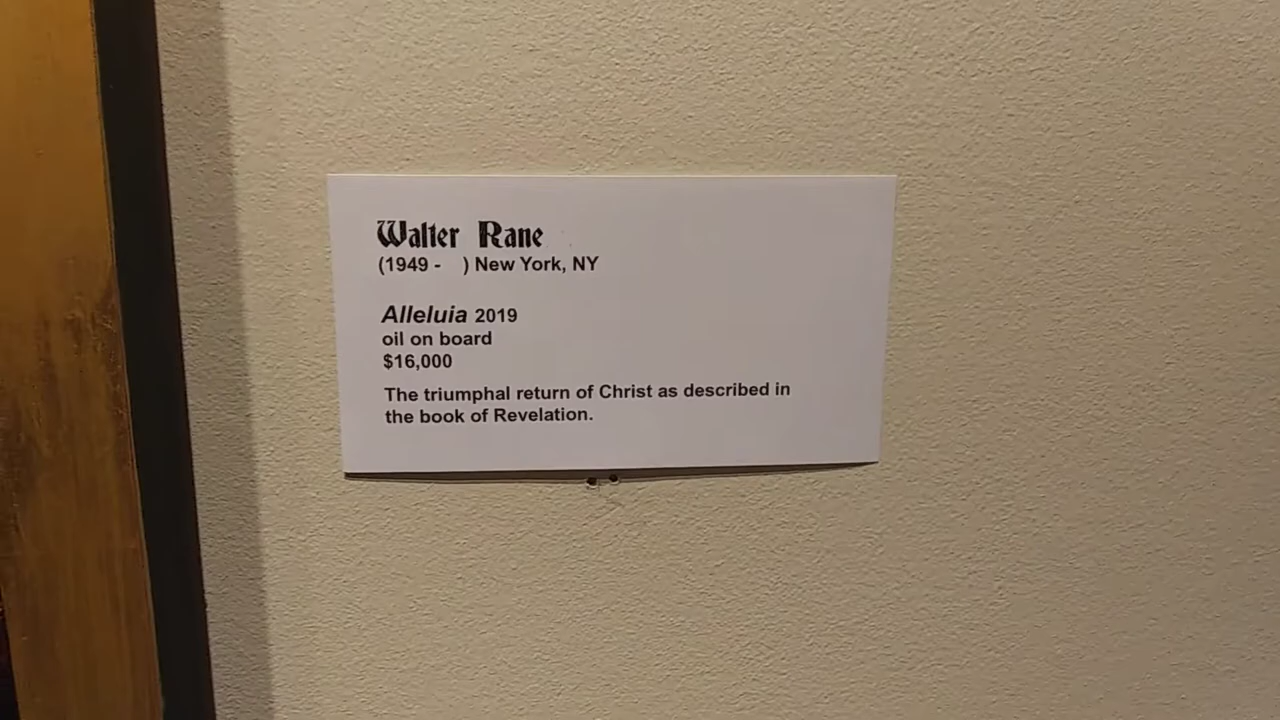 Walter Rane
(1949 - ) New York, NY
Alleluia 2019
oil on board
$16,000
The triumphal return of Christ as described in
the book of Revelation.